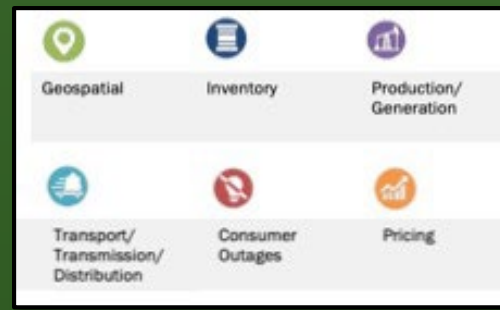 Geospatial
Inventory
Production/
Generation
Transport/
Transmission/
Distribution
Consumer
Outages
Pricing